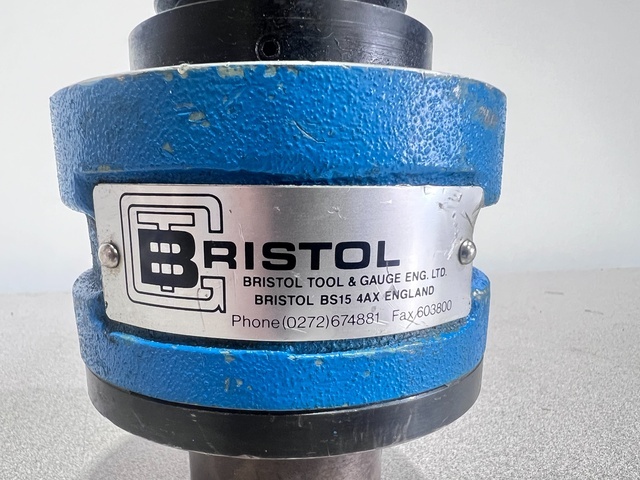 BRISTOL
BRISTOL TOOL & GAUGE ENG. LTD.
BRISTOL BS15 4AX ENGLAND
Phone (0272) 674881 Fax 603800